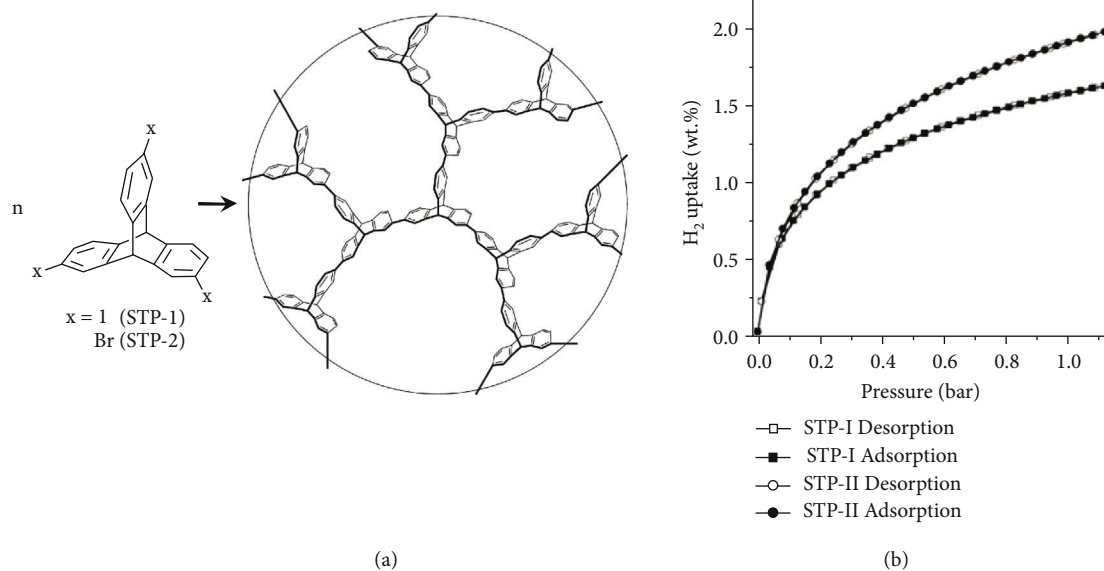 n
x
x
x
x = 1 (STP-1)
Br (STP-2)
(a)
H2 uptake (wt.%)
2.0
1.5
1.0
0.5
0.0
0.0 0.2 0.4 0.6 0.8 1.0
Pressure (bar)
STP-I Desorption
STP-I Adsorption
STP-II Desorption
STP-II Adsorption
(b)